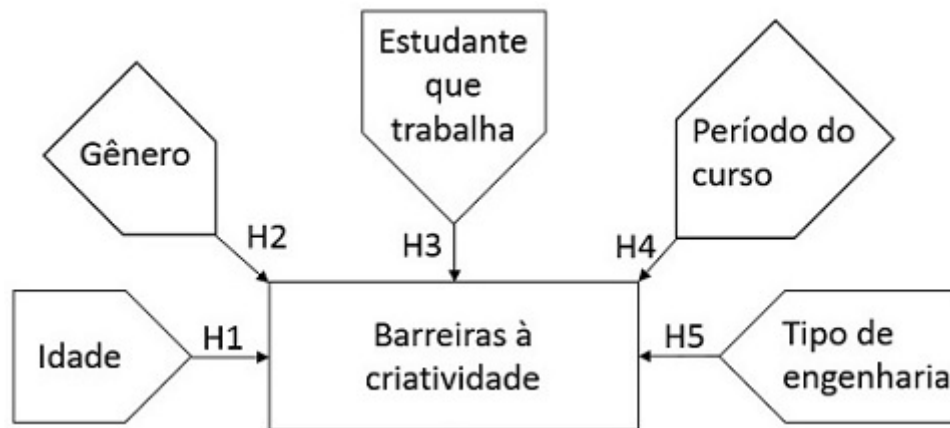 Estudante
que
trabalha
Gênero
Período do
curso
H2
H3
H4
Idade
H1
Barreiras à
criatividade
H5
Tipo de
engenharia